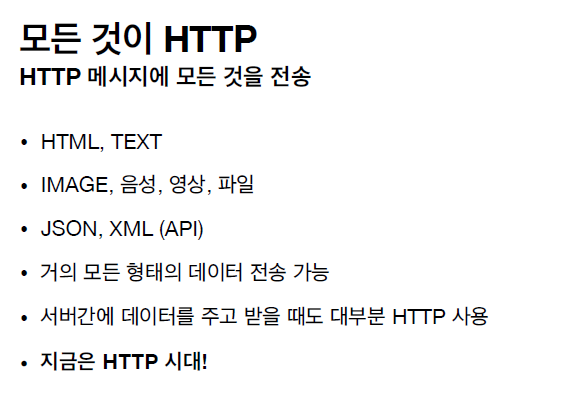 모든 것이 HTTP
HTTP 메시지에 모든 것을 전송
• HTML, TEXT
• IMAGE, 음성, 영상, 파일
• JSON, XML (API)
• 거의 모든 형태의 데이터 전송 가능
• 서버간에 데이터를 주고 받을 때도 대부분 HTTP 사용
• 지금은 HTTP 시대!